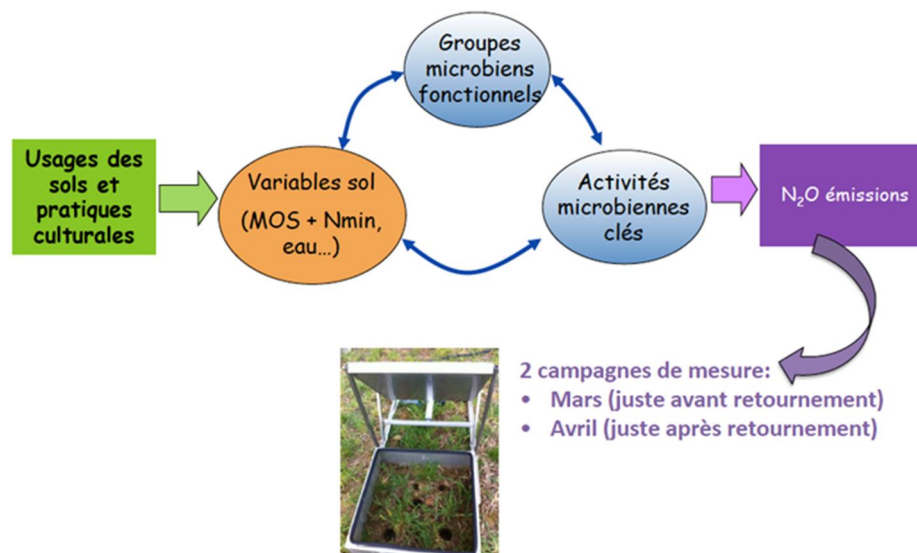 Groupes
microbiens
fonctionnels
Usages des
sols et
pratiques
culturales
Variables sol
(MOS + Nmin,
eau…)
Activités
microbiennes
clés
N₂O émissions
2 campagnes de mesure:
• Mars (juste avant retournement)
• Avril (juste après retournement)